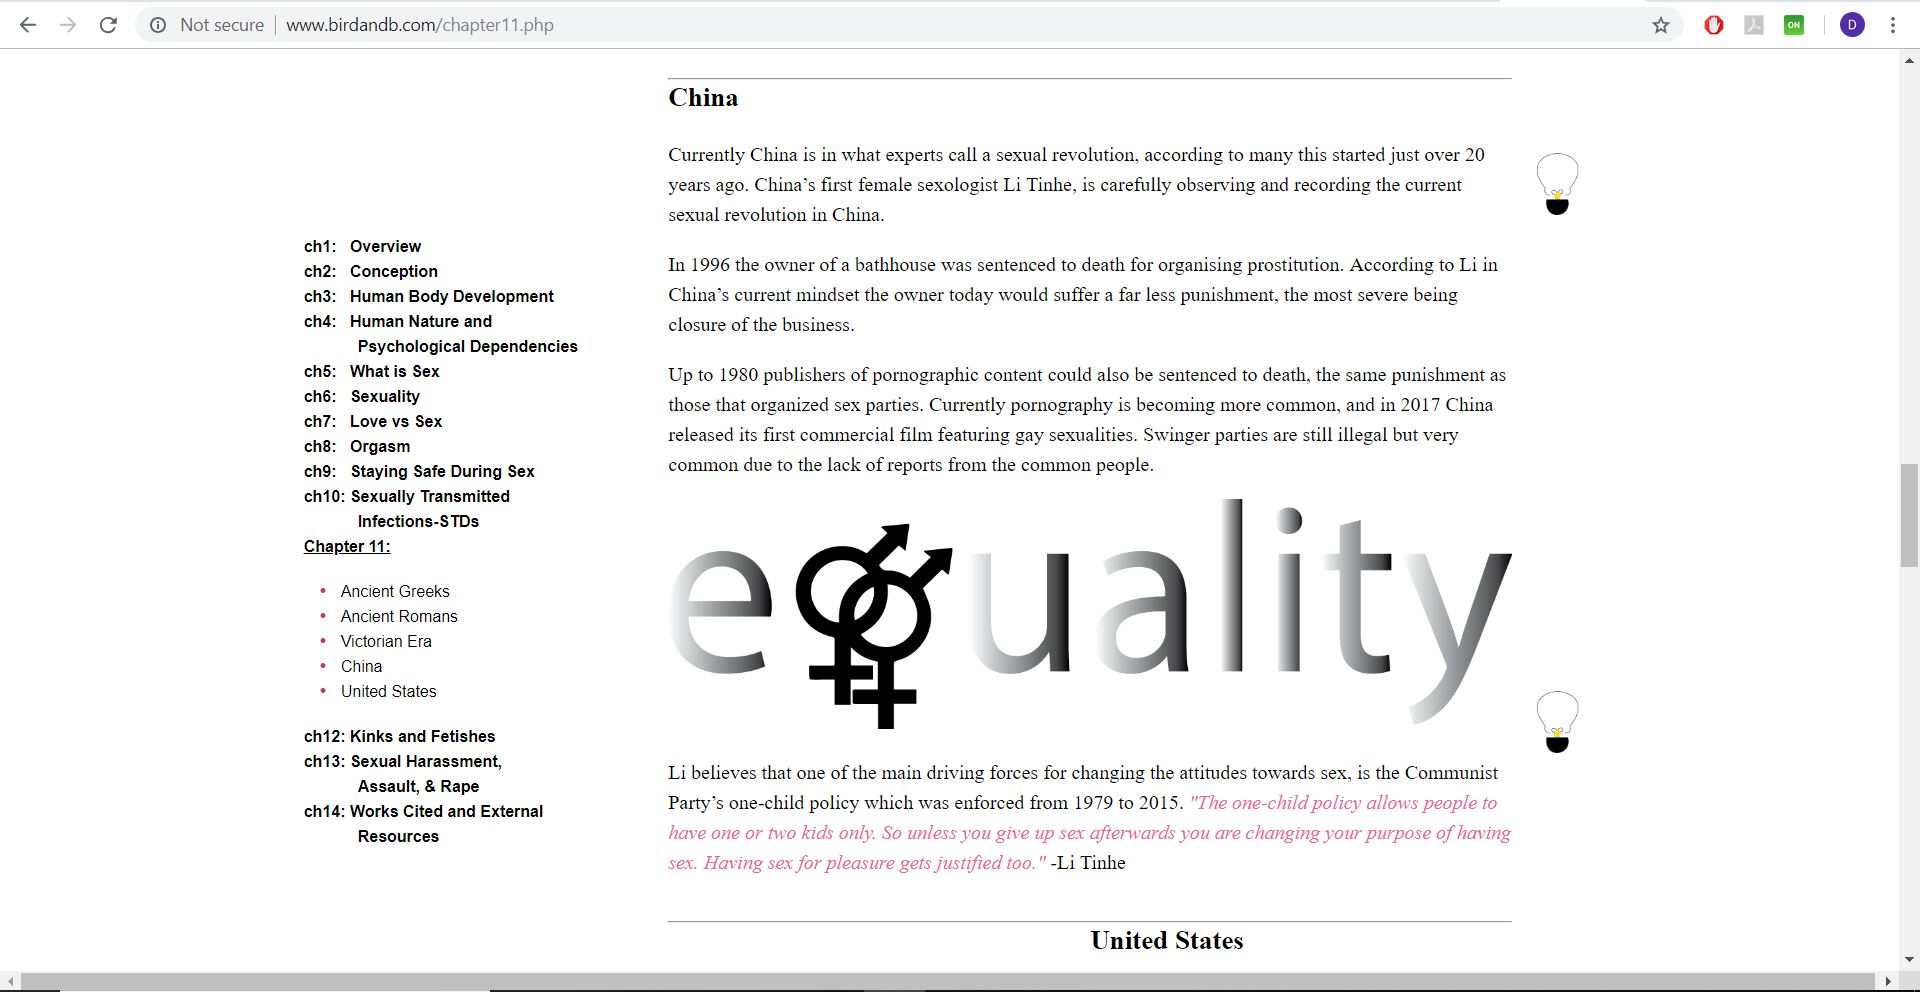 Not secure | www.birdandb.com/chapter11.php
ON
D
China
Currently China is in what experts call a sexual revolution, according to many this started just over 20
years ago. China’s first female sexologist Li Tinhe, is carefully observing and recording the current
sexual revolution in China.
In 1996 the owner of a bathhouse was sentenced to death for organising prostitution. According to Li in
China’s current mindset the owner today would suffer a far less punishment, the most severe being
closure of the business.
Up to 1980 publishers of pornographic content could also be sentenced to death, the same punishment as
those that organized sex parties. Currently pornography is becoming more common, and in 2017 China
released its first commercial film featuring gay sexualities. Swinger parties are still illegal but very
common due to the lack of reports from the common people.
e⚣uality
Li believes that one of the main driving forces for changing the attitudes towards sex, is the Communist
Party’s one-child policy which was enforced from 1979 to 2015. "The one-child policy allows people to
have one or two kids only. So unless you give up sex afterwards you are changing your purpose of having
sex. Having sex for pleasure gets justified too." -Li Tinhe
United States
ch1: Overview
ch2: Conception
ch3: Human Body Development
ch4: Human Nature and
Psychological Dependencies
ch5: What is Sex
ch6: Sexuality
ch7: Love vs Sex
ch8: Orgasm
ch9: Staying Safe During Sex
ch10: Sexually Transmitted
Infections-STDs
Chapter 11:
• Ancient Greeks
• Ancient Romans
• Victorian Era
• China
• United States
ch12: Kinks and Fetishes
ch13: Sexual Harassment,
Assault, & Rape
ch14: Works Cited and External
Resources